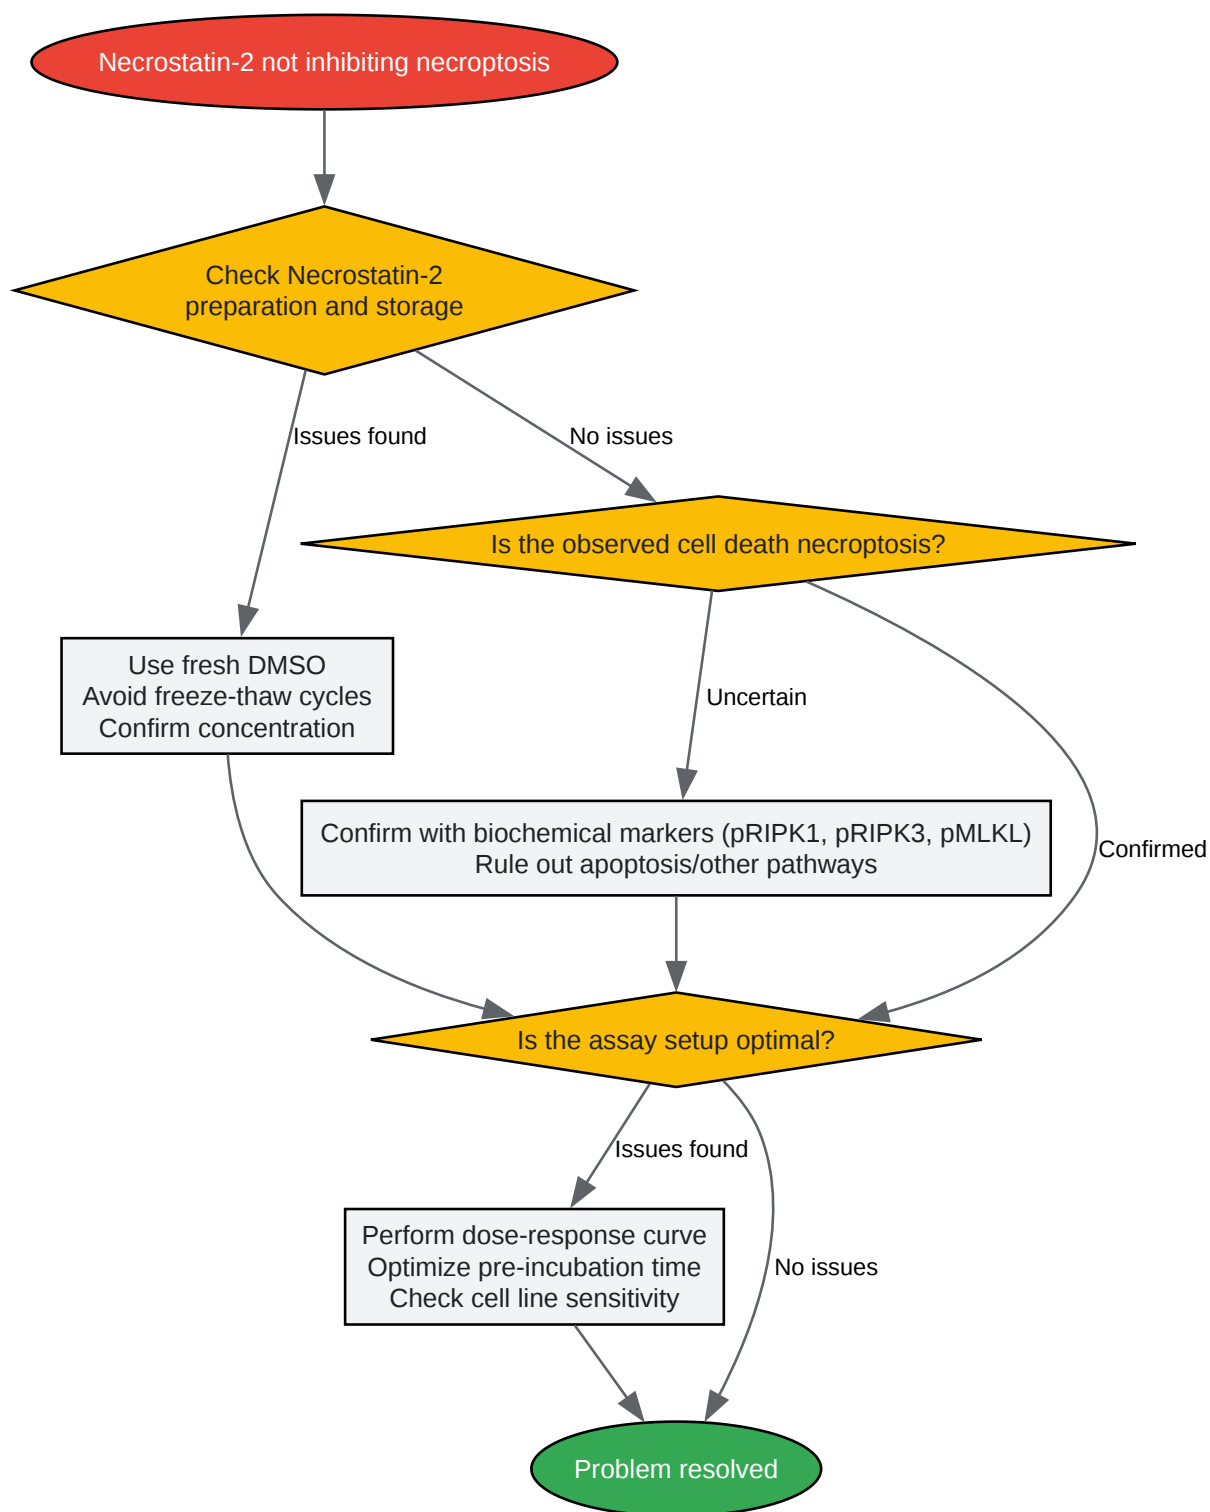 Necrostatin-2 not inhibiting necroptosis
Check Necrostatin-2
preparation and storage
Issues found
No issues
Is the observed cell death necroptosis?
Use fresh DMSO
Avoid freeze-thaw cycles
Confirm concentration
Uncertain
Confirm with biochemical markers (pRIPK1, pRIPK3, pMLKL)
Rule out apoptosis/other pathways
Confirmed
Is the assay setup optimal?
Issues found
Perform dose-response curve
Optimize pre-incubation time
Check cell line sensitivity
No issues
Problem resolved